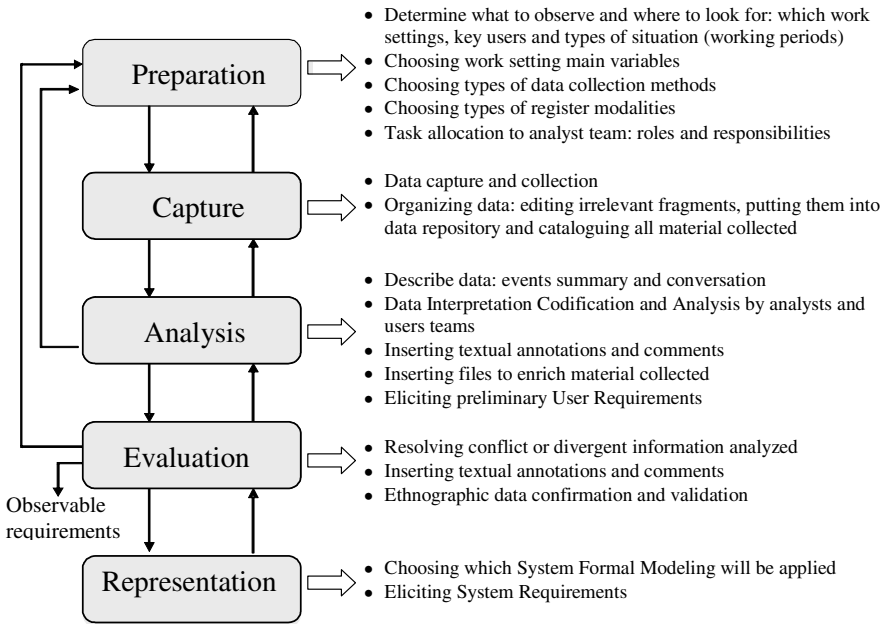 Preparation
• Determine what to observe and where to look for: which work
settings, key users and types of situation (working periods)
• Choosing work setting main variables
• Choosing types of data collection methods
• Choosing types of register modalities
• Task allocation to analyst team: roles and responsibilities
Capture
• Data capture and collection
• Organizing data: editing irrelevant fragments, putting them into
data repository and cataloguing all material collected
Analysis
• Describe data: events summary and conversation
• Data Interpretation Codification and Analysis by analysts and
users teams
• Inserting textual annotations and comments
• Inserting files to enrich material collected
• Eliciting preliminary User Requirements
Evaluation
• Resolving conflict or divergent information analyzed
• Inserting textual annotations and comments
• Ethnographic data confirmation and validation
Observable
requirements
Representation
• Choosing which System Formal Modeling will be applied
• Eliciting System Requirements